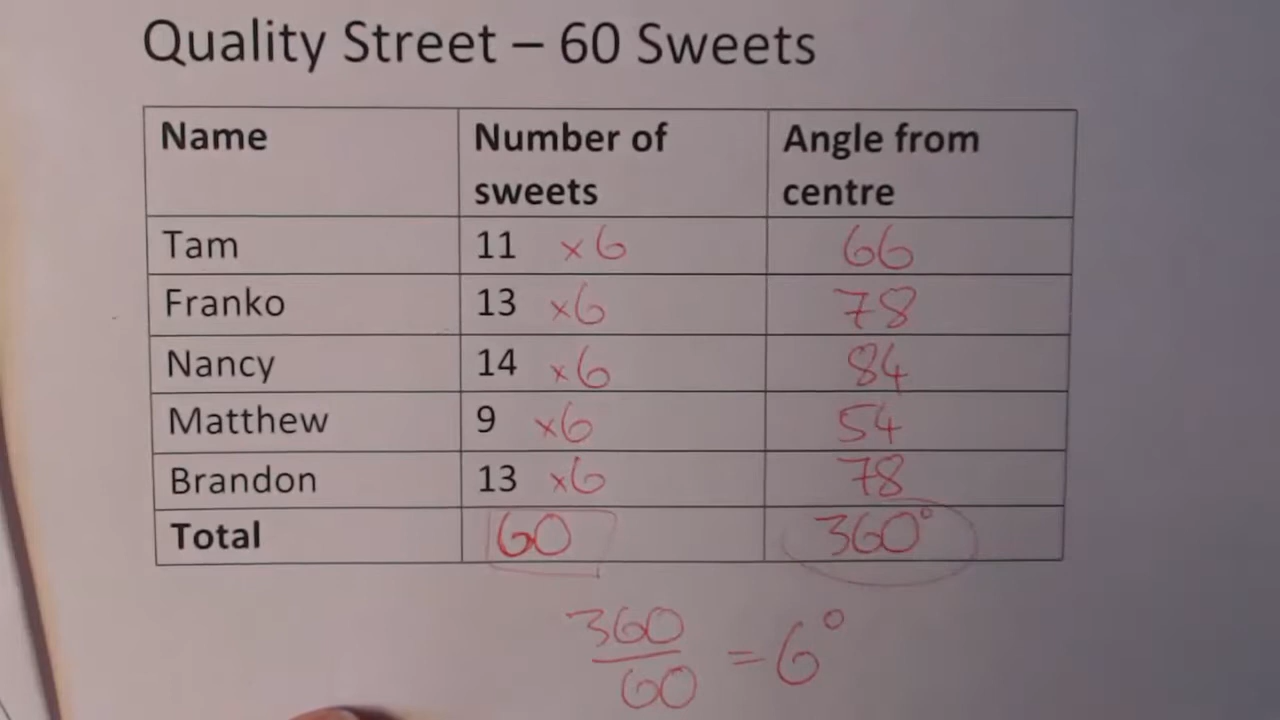 Quality Street – 60 Sweets
Name Number of sweets Angle from centre
Tam 11 ×6 66
Franko 13 ×6 78
Nancy 14 ×6 84
Matthew 9 ×6 54
Brandon 13 ×6 78
Total 60 360°
360
60
= 6°